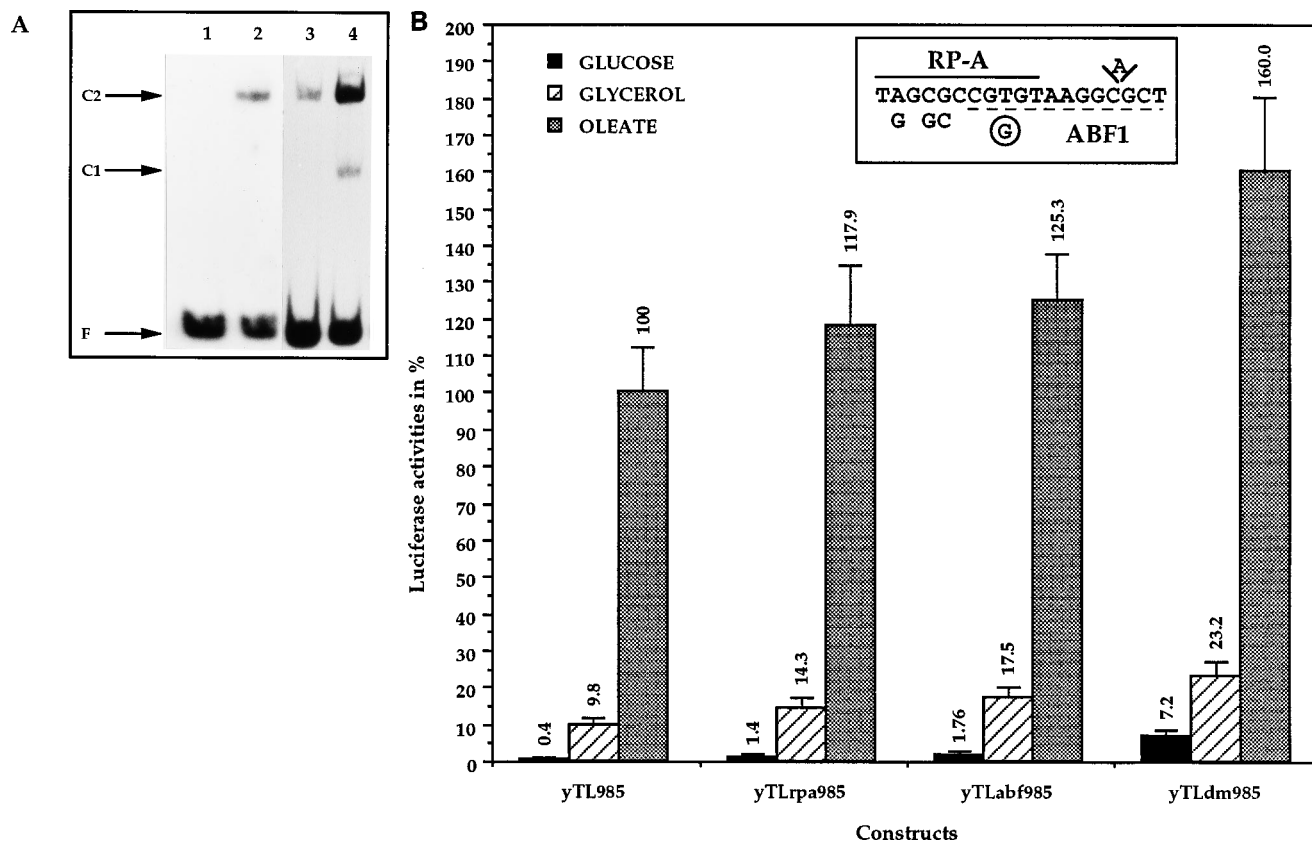 A
1 2 3 4
C2
C1
F
B
200
190
180
170
160
150
140
130
120
110
100
90
80
70
60
50
40
30
20
10
0
Luciferase activities in %
GLUCOSE
GLYCEROL
OLEATE
RP-A
A
TAGCGCCGTGTAAGGCGCT
G GC G ABF1
0.4 9.8 100
1.4 14.3 117.9
1.76 17.5 125.3
7.2 23.2 160.0
yTL985 yTLrpa985 yTLabf985 yTLdm985
Constructs